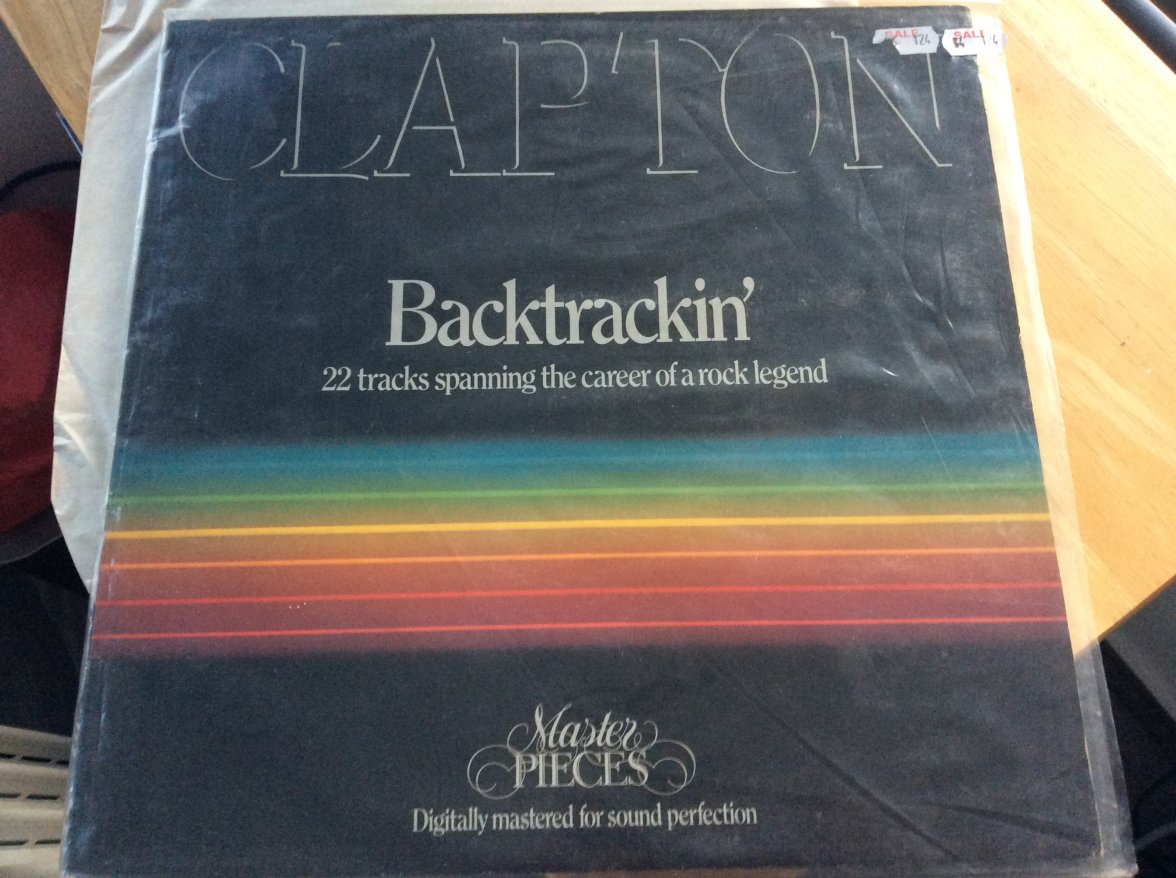 SALE SALE
CLAPTON
Backtrackin'
22 tracks spanning the career of a rock legend
Master
PIECES
Digitally mastered for sound perfection